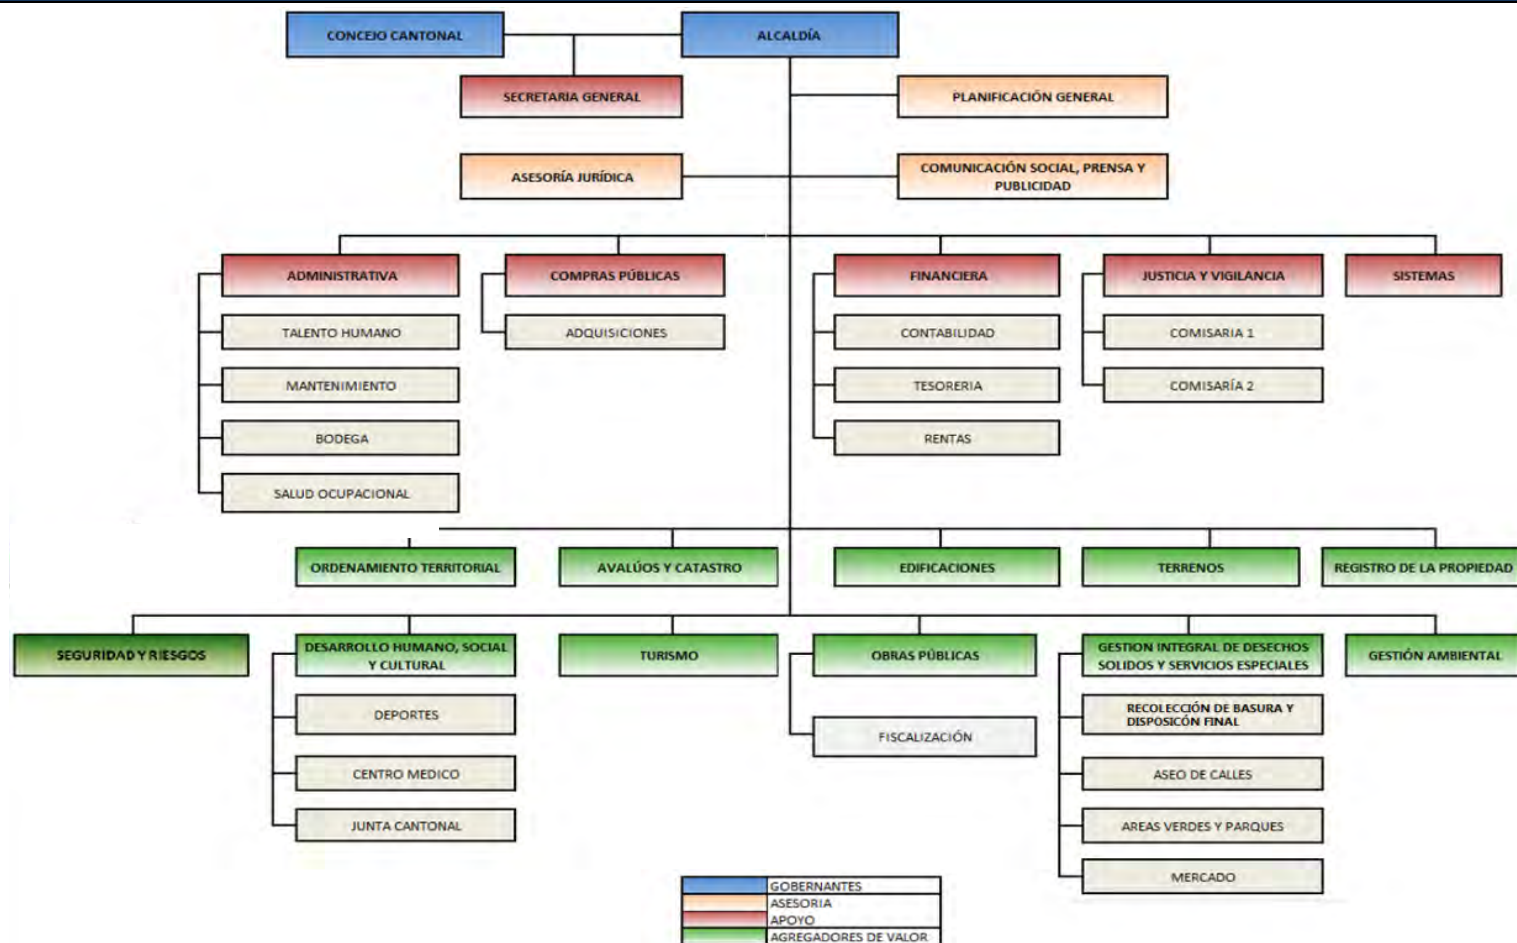 CONCEJO CANTONAL
ALCALDÍA
SECRETARIA GENERAL
PLANIFICACIÓN GENERAL
ASESORÍA JURÍDICA
COMUNICACIÓN SOCIAL, PRENSA Y
PUBLICIDAD
ADMINISTRATIVA
COMPRAS PÚBLICAS
FINANCIERA
JUSTICIA Y VIGILANCIA
SISTEMAS
TALENTO HUMANO
ADQUISICIONES
CONTABILIDAD
COMISARIA 1
MANTENIMIENTO
TESORERIA
COMISARÍA 2
BODEGA
RENTAS
SALUD OCUPACIONAL
ORDENAMIENTO TERRITORIAL
AVALÚOS Y CATASTRO
EDIFICACIONES
TERRENOS
REGISTRO DE LA PROPIEDAD
SEGURIDAD Y RIESGOS
DESARROLLO HUMANO, SOCIAL
Y CULTURAL
TURISMO
OBRAS PÚBLICAS
GESTION INTEGRAL DE DESECHOS
SOLIDOS Y SERVICIOS ESPECIALES
GESTIÓN AMBIENTAL
DEPORTES
FISCALIZACIÓN
RECOLECCIÓN DE BASURA Y
DISPOSICÓN FINAL
CENTRO MEDICO
ASEO DE CALLES
JUNTA CANTONAL
AREAS VERDES Y PARQUES
MERCADO
GOBERNANTES
ASESORIA
APOYO
AGREGADORES DE VALOR